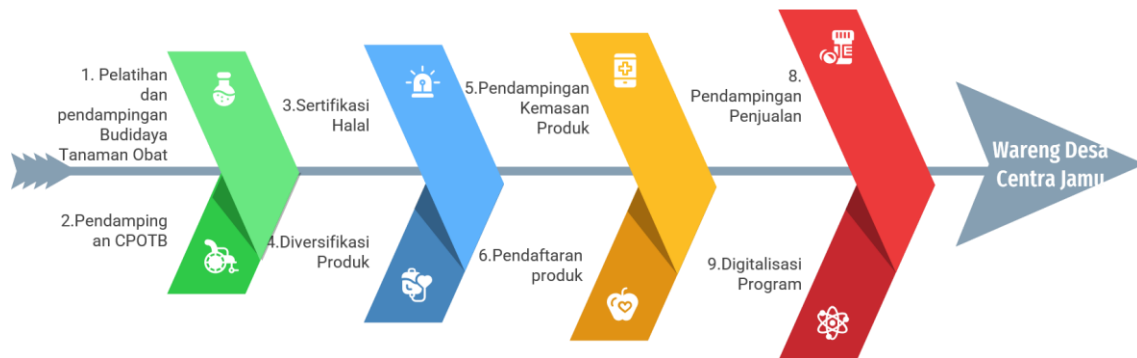 1. Pelatihan
dan
pendampingan
Budidaya
Tanaman Obat
2.Pendamping
an CPOTB
3.Sertifikasi
Halal
4.Diversifikasi
Produk
5.Pendampingan
Kemasan
Produk
6.Pendaftaran
produk
8.
Pendampingan
Penjualan
9.Digitalisasi
Program
Wareng Desa
Centra Jamu